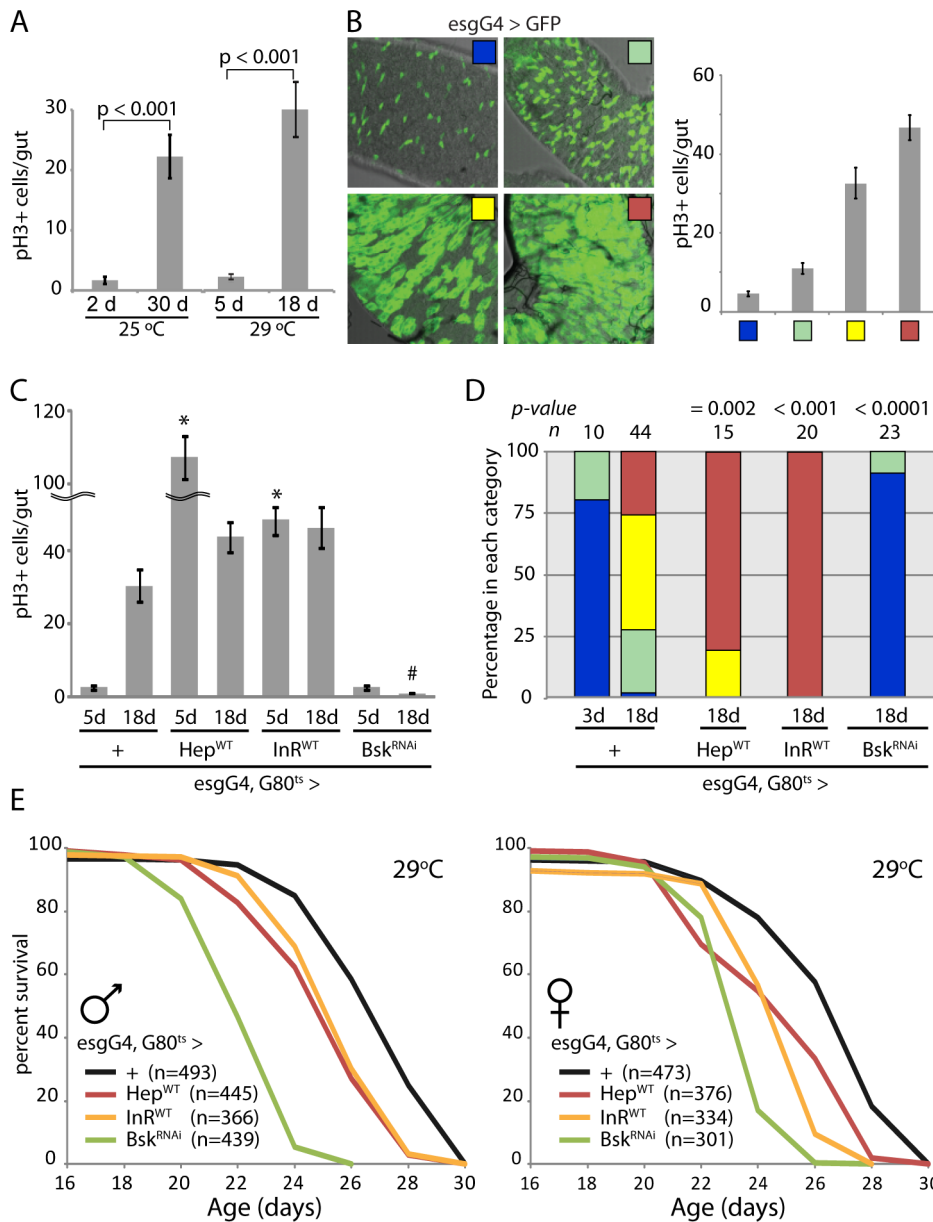 A
pH3+ cells/gut
30
20
10
0
p < 0.001
p < 0.001
2 d 30 d 5 d 18 d
25 ºC 29 ºC
B
esgG4 > GFP
pH3+ cells/gut
60
40
20
0
C
pH3+ cells/gut
120
100
40
20
0
* * #
5d 18d 5d 18d 5d 18d 5d 18d
+ Hep^WT InR^WT Bsk^RNAi
esgG4, G80^ts >
D
p-value = 0.002 < 0.001 < 0.0001
n 10 44 15 20 23
Percentage in each category
100
75
50
25
0
3d 18d 18d 18d 18d
+ Hep^WT InR^WT Bsk^RNAi
esgG4, G80^ts >
E
percent survival
100
80
60
40
20
0
29ºC
♂
esgG4, G80^ts >
+ (n=493)
Hep^WT (n=445)
InR^WT (n=366)
Bsk^RNAi (n=439)
16 18 20 22 24 26 28 30
Age (days)
100
80
60
40
20
0
29ºC
♀
esgG4, G80^ts >
+ (n=473)
Hep^WT (n=376)
InR^WT (n=334)
Bsk^RNAi (n=301)
16 18 20 22 24 26 28 30
Age (days)